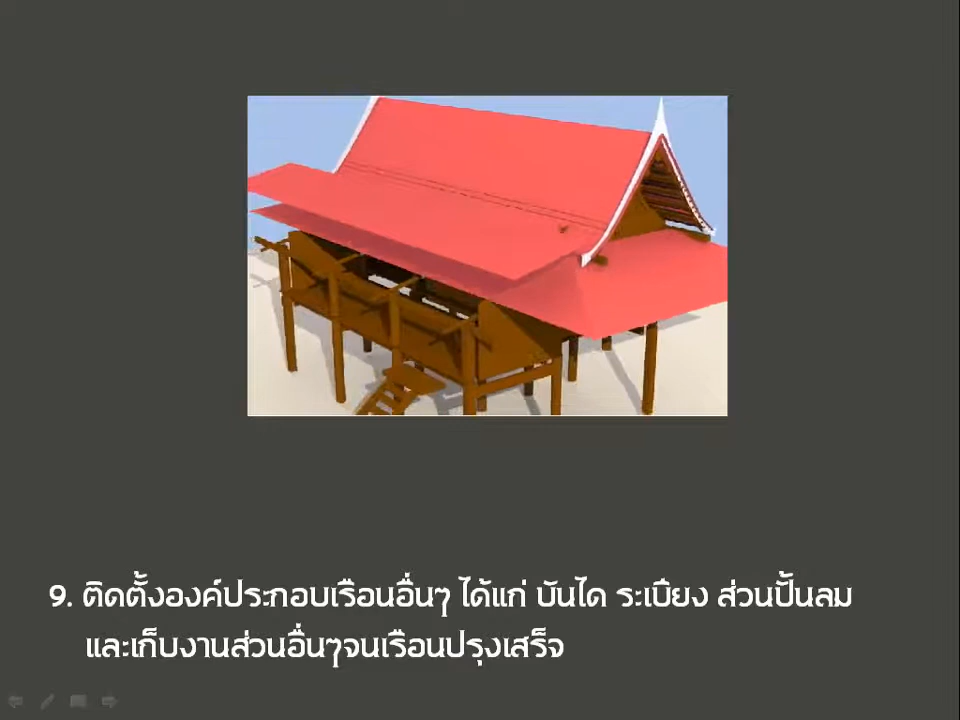 9. ติดตั้งองค์ประกอบเรือนอื่นๆ ได้แก่ บันได ระเบียง ส่วนปั้นลม
และเก็บงานส่วนอื่นๆจนเรือนปรุงเสร็จ